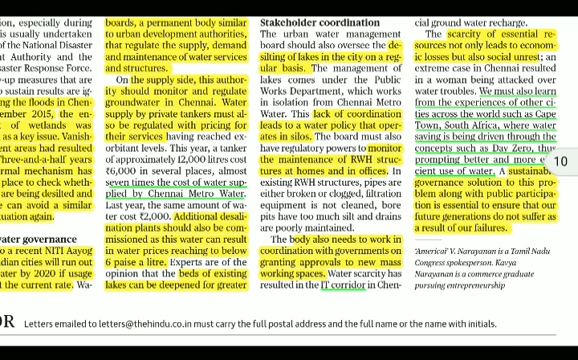 ion, especially during
is usually undertaken
of the National Disaster
t Authority and the
saster Response Force.
-up measures that are
o sustain results are ig-
ng the floods in Chen-
ember 2015, the en-
of wetlands was
as a key issue. Vanish-
ent areas had resulted
Three-and-a-half years
rmal mechanism has
place to check wheth-
are being desilted and
e can avoid a similar
uation again.
ater governance
o a recent NITI Aayog
dian cities will run out
ater by 2020 if usage
t the current rate. Wa-
boards, a permanent body similar
to urban development authorities,
that regulate the supply, demand
and maintenance of water services
and structures.
On the supply side, this author-
ity should monitor and regulate
groundwater in Chennai. Water
supply by private tankers must al-
so be regulated with pricing for
their services having reached ex-
orbitant levels. This year, a tanker
of approximately 12,000 litres cost
₹6,000 in several places, almost
seven times the cost of water sup-
plied by Chennai Metro Water.
Last year, the same amount of wa-
ter cost ₹2,000. Additional desali-
nation plants should also be com-
missioned as this water can result
in water prices reaching to below
6 paise a litre. Experts are of the
opinion that the beds of existing
lakes can be deepened for greater
Stakeholder coordination
The urban water management
board should also oversee the de-
silting of lakes in the city on a reg-
ular basis. The management of
lakes comes under the Public
Works Department, which works
in isolation from Chennai Metro
Water. This lack of coordination
leads to a water policy that oper-
ates in silos. The board must also
have regulatory powers to monitor
the maintenance of RWH struc-
tures at homes and in offices. In
existing RWH structures, pipes are
either broken or clogged, filtration
equipment is not cleaned, bore
pits have too much silt and drains
are poorly maintained.
The body also needs to work in
coordination with governments on
granting approvals to new mass
working spaces. Water scarcity has
resulted in the IT corridor in Chen-
cial ground water recharge.
The scarcity of essential re-
sources not only leads to econom-
ic losses but also social unrest; an
extreme case in Chennai resulted
in a woman being attacked over
water troubles. We must also learn
from the experiences of other cit-
ies across the world such as Cape
Town, South Africa, where water
saving is being driven through the
concepts such as Day Zero, thus
prompting better and more e
cient use of water. A sustainab
governance solution to this pro-
blem along with public participa-
tion is essential to ensure that our
future generations do not suffer as
a result of our failures.
'Americai' V. Narayanan is a Tamil Nadu
Congress spokesperson. Kavya
Narayanan is a commerce graduate
pursuing entrepreneurship
10
OR Letters emailed to letters@thehindu.co.in must carry the full postal address and the full name or the name with initials.